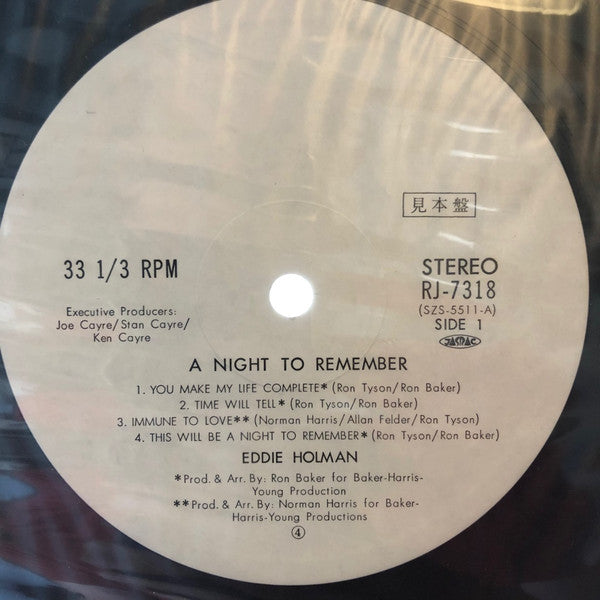 見本盤
33 1/3 RPM
STEREO
RJ-7318
(SZS-5511-A)
SIDE 1
JASRAC
Executive Producers:
Joe Cayre/Stan Cayre/
Ken Cayre
A NIGHT TO REMEMBER
1. YOU MAKE MY LIFE COMPLETE* (Ron Tyson/Ron Baker)
2. TIME WILL TELL* (Ron Tyson/Ron Baker)
3. IMMUNE TO LOVE** (Norman Harris/Allan Felder/Ron Tyson)
4. THIS WILL BE A NIGHT TO REMEMBER* (Ron Tyson/Ron Baker)
EDDIE HOLMAN
*Prod. & Arr. By: Ron Baker for Baker-Harris-
Young Production
**Prod. & Arr. By: Norman Harris for Baker-
Harris-Young Productions
④